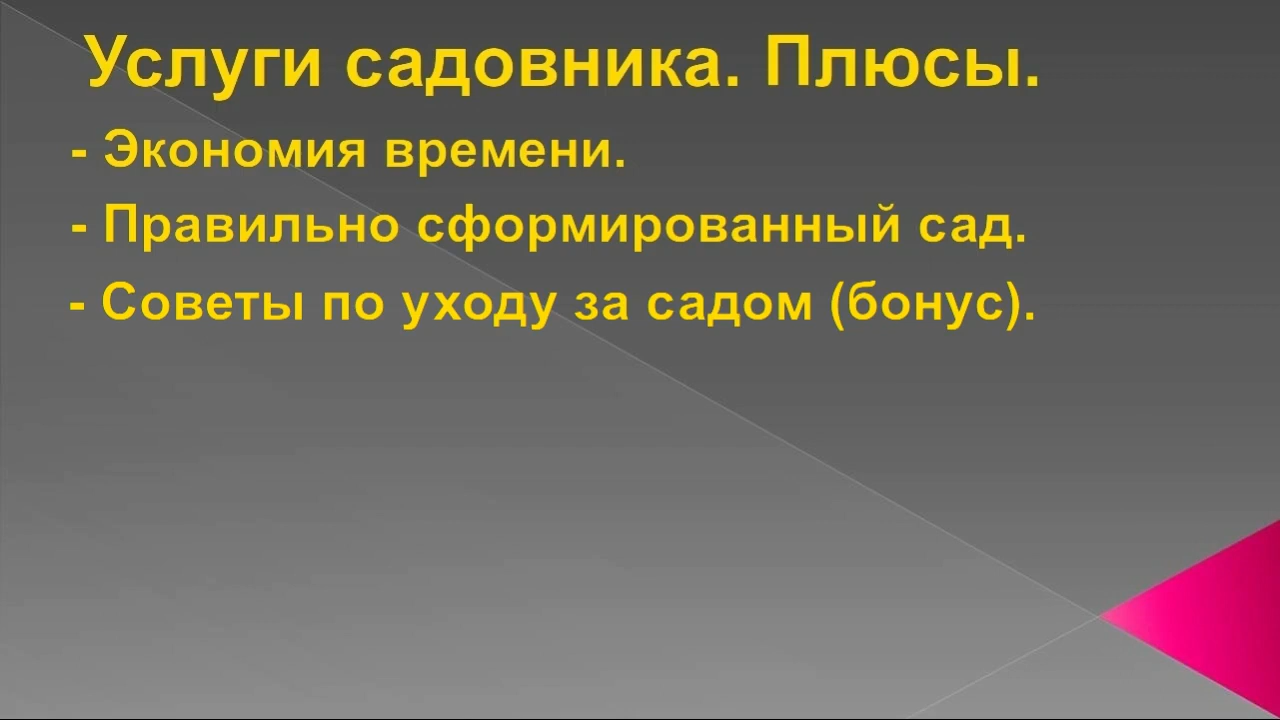 Услуги садовника. Плюсы.
- Экономия времени.
- Правильно сформированный сад.
- Советы по уходу за садом (бонус).